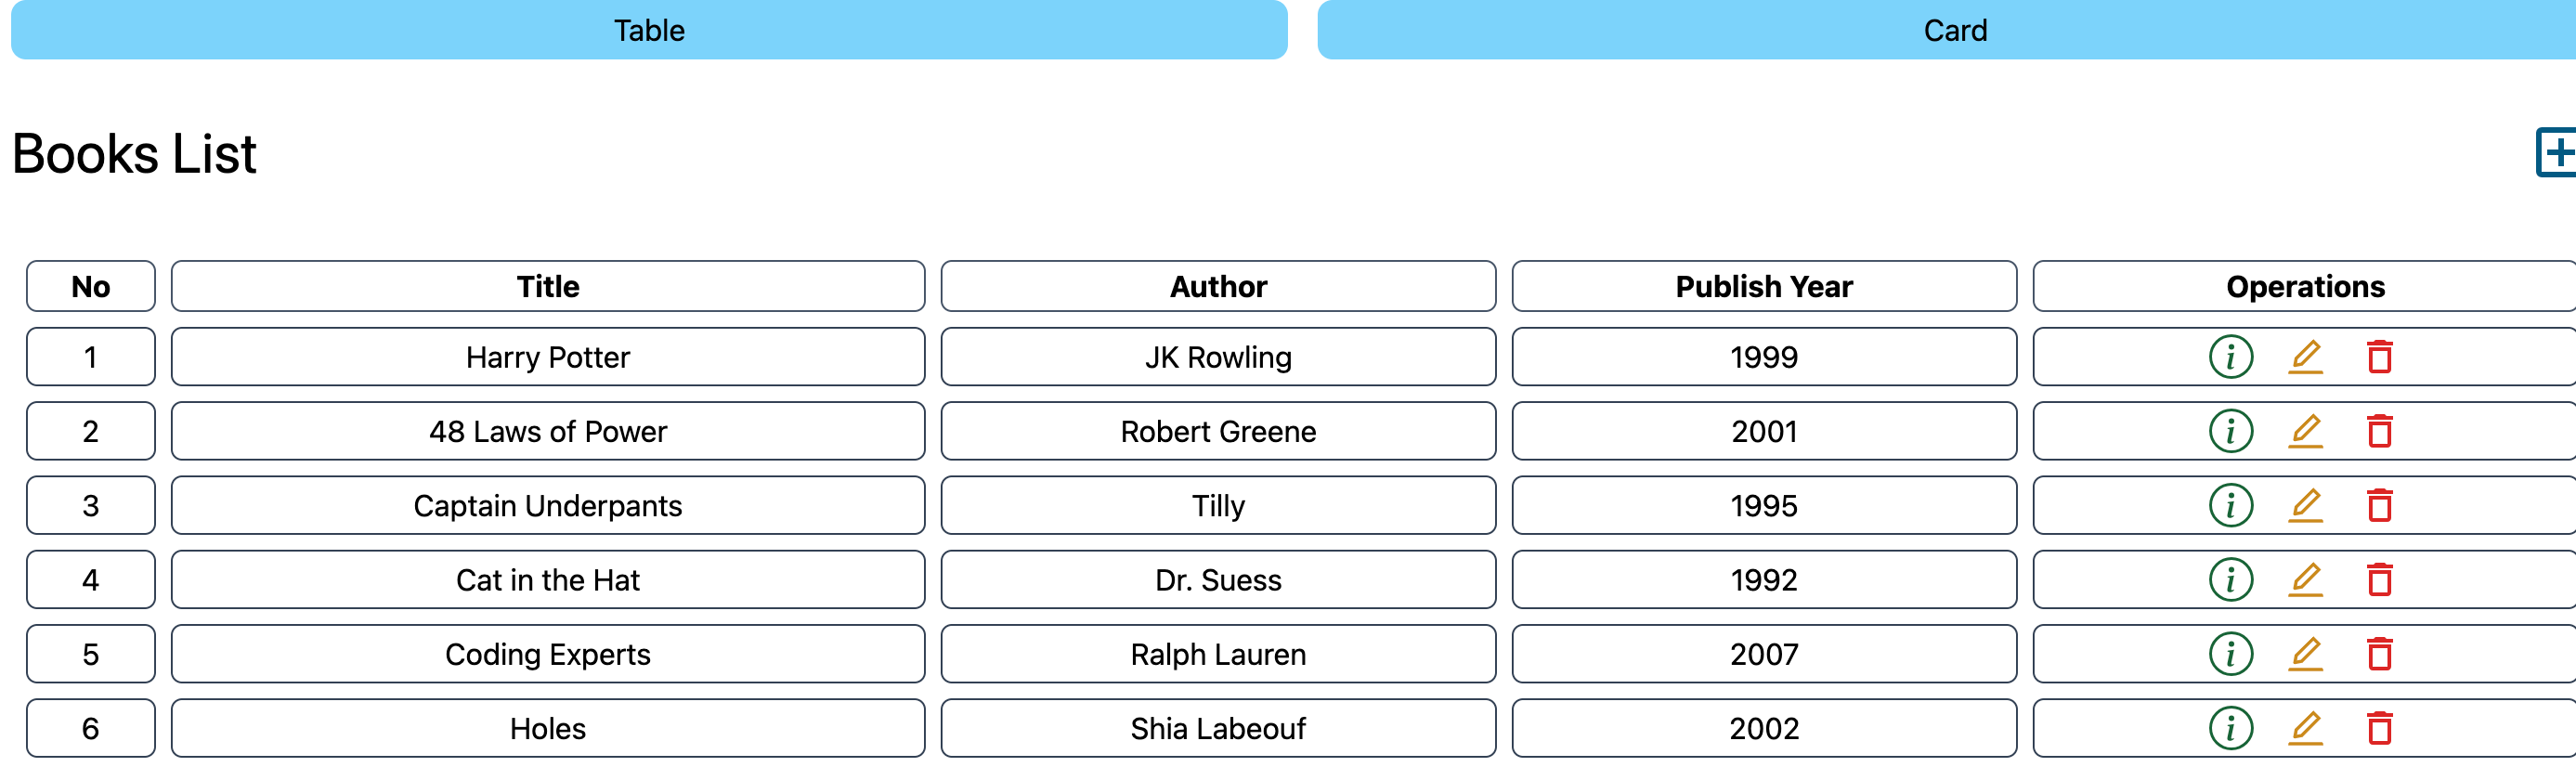 Table Card
Books List
No Title Author Publish Year Operations
1 Harry Potter JK Rowling 1999
2 48 Laws of Power Robert Greene 2001
3 Captain Underpants Tilly 1995
4 Cat in the Hat Dr. Suess 1992
5 Coding Experts Ralph Lauren 2007
6 Holes Shia Labeouf 2002